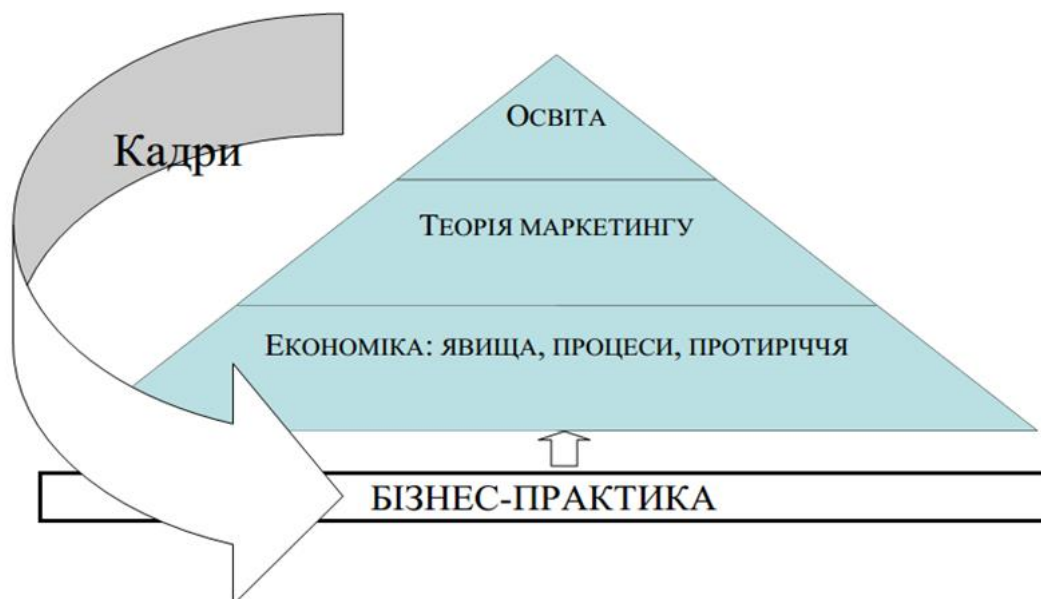 ОСВІТА
Кадри
ТЕОРІЯ МАРКЕТИНГУ
ЕКОНОМІКА: ЯВИЩА, ПРОЦЕСИ, ПРОТИРІЧЧЯ
БІЗНЕС-ПРАКТИКА